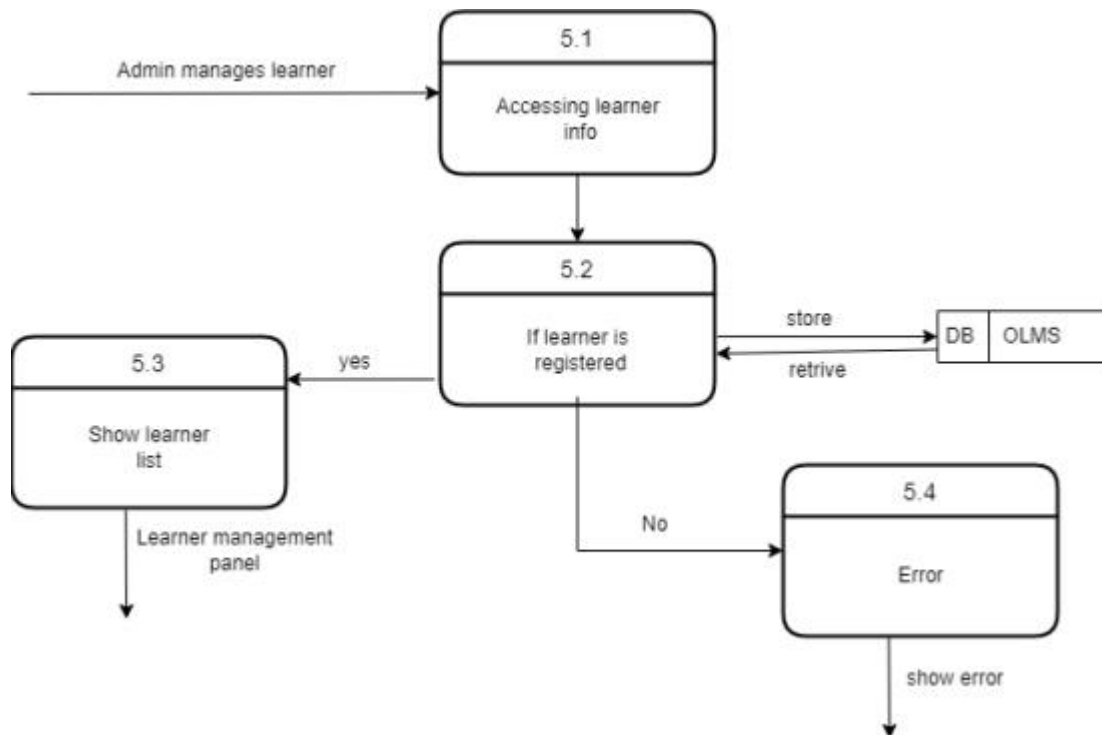 5.1
Admin manages learner
Accessing learner
info
5.2
If learner is
registered
store
DB
OLMS
retrive
yes
5.3
Show learner
list
Learner management
panel
No
5.4
Error
show error